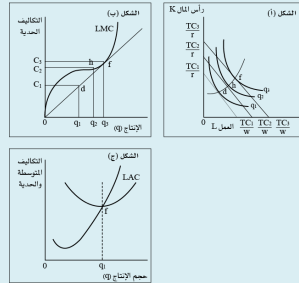 الشكل (أ)
رأس المال K
TC₃/r
TC₂/r
TC₁/r
h
f
d
q₃
q₂
q₁
0
العمل L
TC₁/w
TC₂/w
TC₃/w
الشكل (ب)
التكاليف
الحدية
LMC
C₃
C₂
C₁
h
f
d
0
q₁
q₂
q₃
الإنتاج (q)
الشكل (ج)
التكاليف
المتوسطة
والحدية
LAC
f
0
q₁
حجم الإنتاج (q)